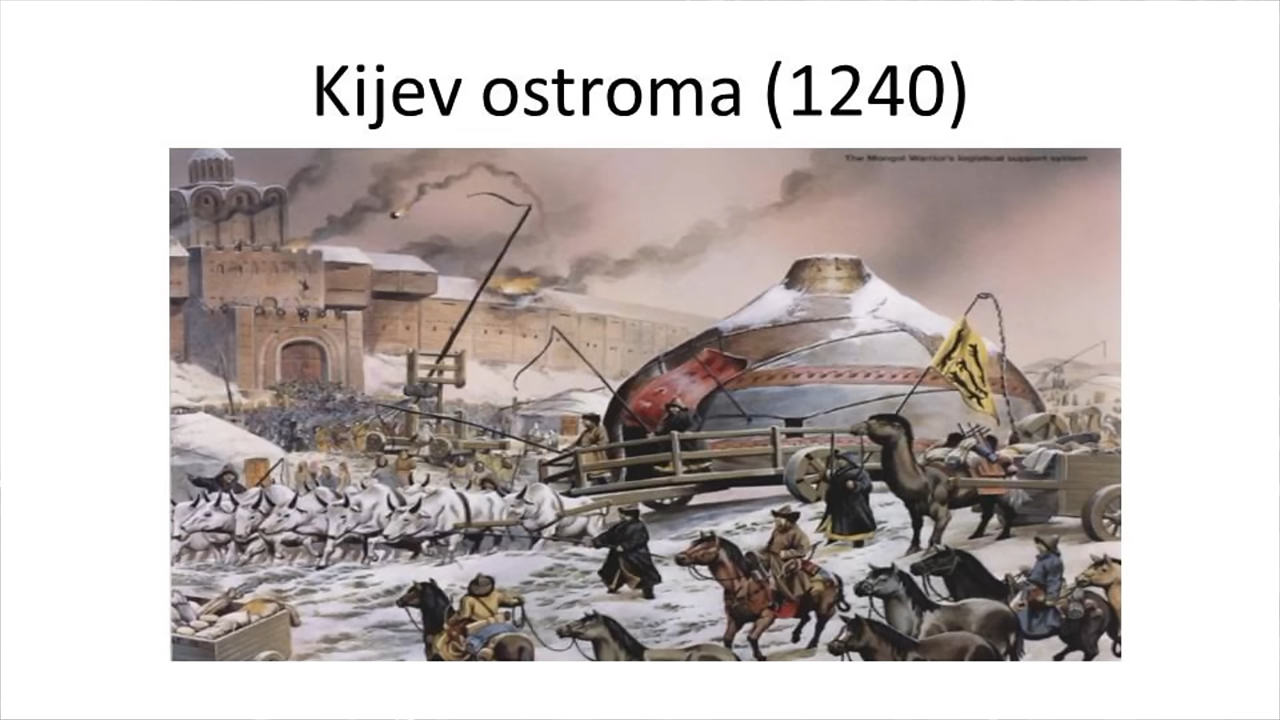 Kijev ostroma (1240)
The Mongol Warrior's logistical support system